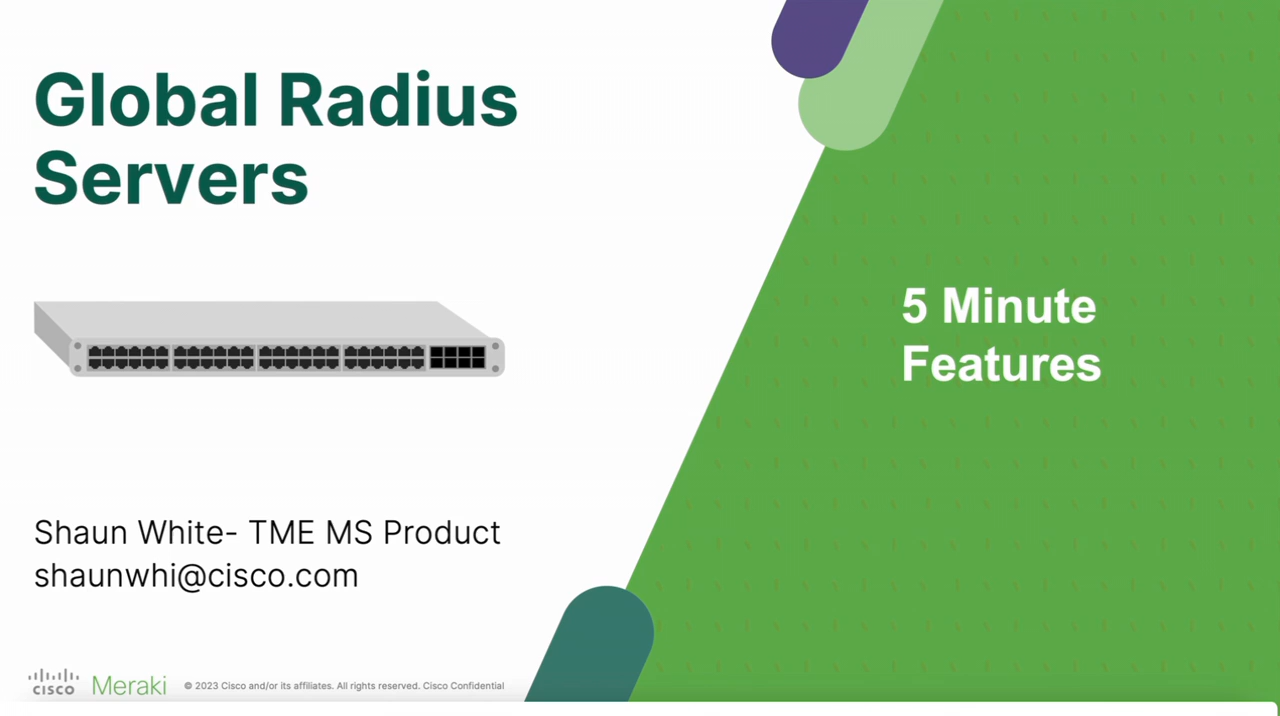 Global Radius
Servers
5 Minute
Features
Shaun White- TME MS Product
shaunwhi@cisco.com
CISCO Meraki © 2023 Cisco and/or its affiliates. All rights reserved. Cisco Confidential